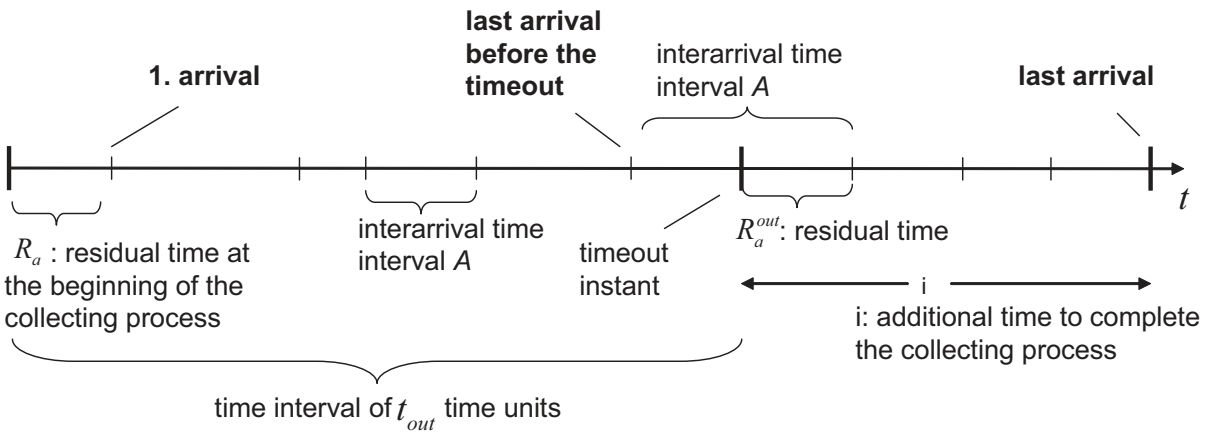 1. arrival
last arrival
before the
timeout
interarrival time
interval A
last arrival
t
R_a : residual time at
the beginning of the
collecting process
interarrival time
interval A
timeout
instant
R_a^{out}: residual time
i
i: additional time to complete
the collecting process
time interval of t_{out} time units